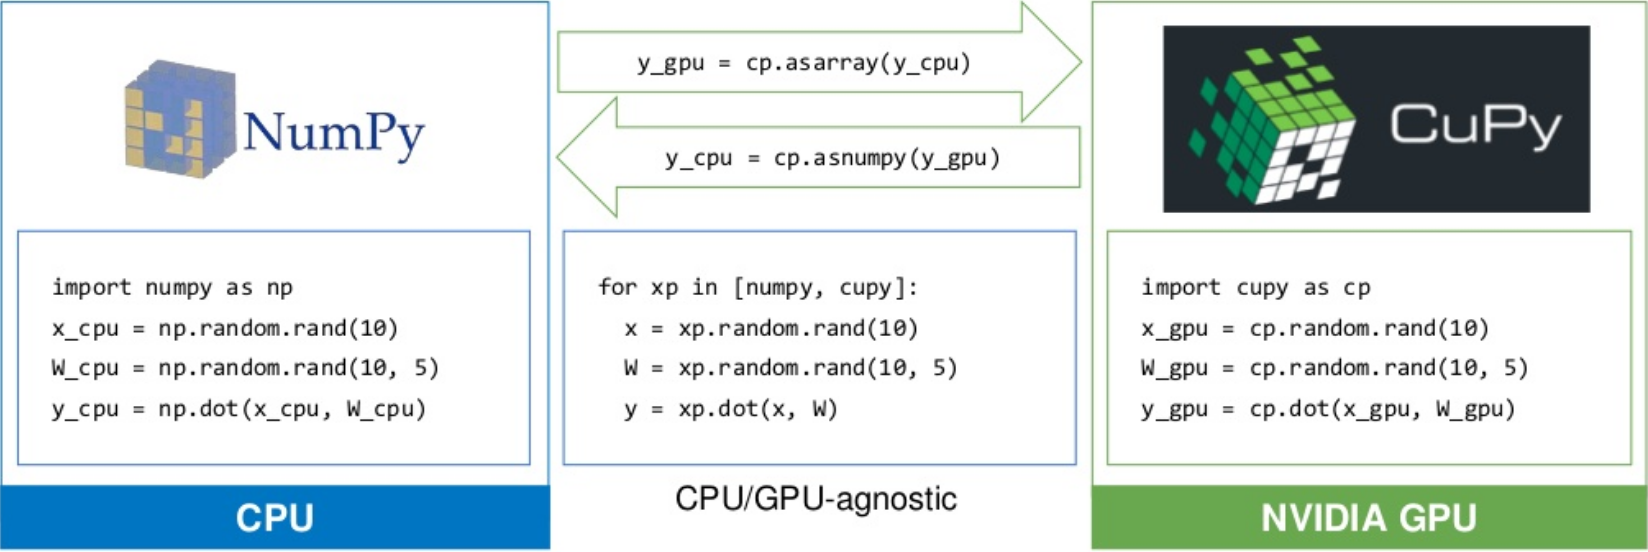 NumPy
import numpy as np
x_cpu = np.random.rand(10)
W_cpu = np.random.rand(10, 5)
y_cpu = np.dot(x_cpu, W_cpu)
CPU
y_gpu = cp.asarray(y_cpu)
y_cpu = cp.asnumpy(y_gpu)
for xp in [numpy, cupy]:
  x = xp.random.rand(10)
  W = xp.random.rand(10, 5)
  y = xp.dot(x, W)
CPU/GPU-agnostic
CuPy
import cupy as cp
x_gpu = cp.random.rand(10)
W_gpu = cp.random.rand(10, 5)
y_gpu = cp.dot(x_gpu, W_gpu)
NVIDIA GPU